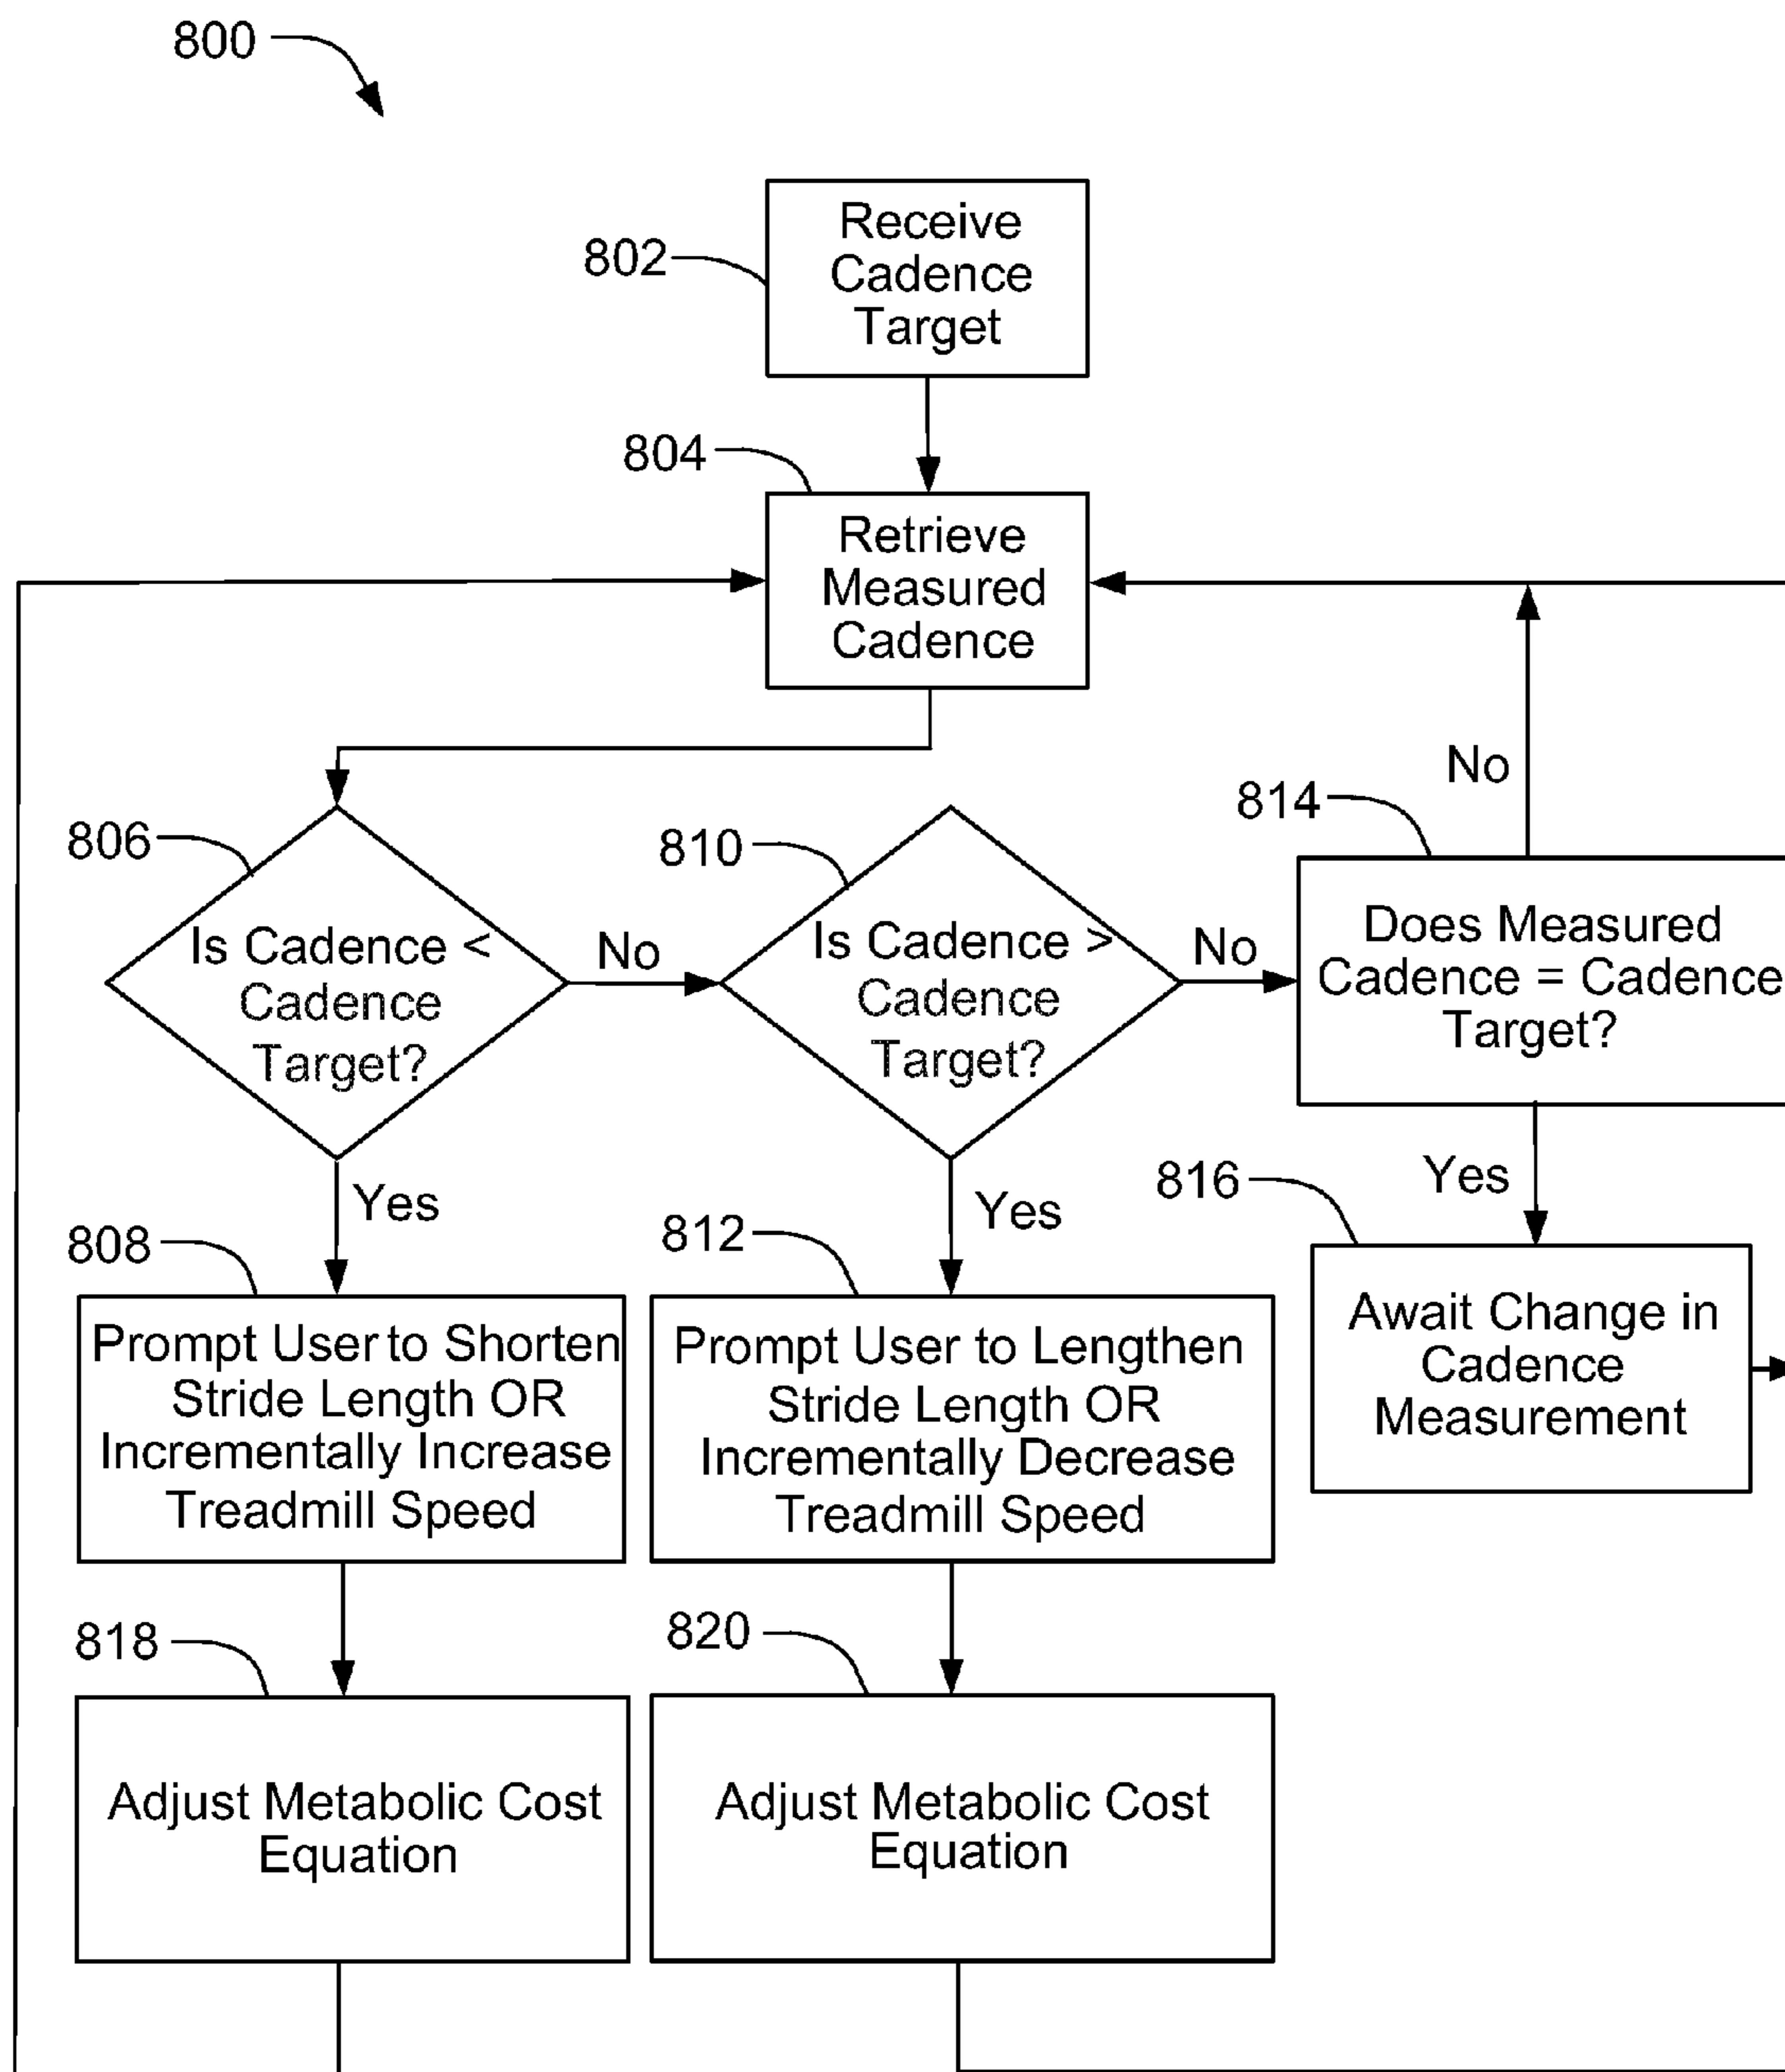 800
802
Receive
Cadence
Target
804
Retrieve
Measured
Cadence
806
Is Cadence <
Cadence
Target?
No
810
Is Cadence >
Cadence
Target?
No
814
No
Does Measured
Cadence = Cadence
Target?
Yes
808
Prompt User to Shorten
Stride Length OR
Incrementally Increase
Treadmill Speed
Yes
812
Prompt User to Lengthen
Stride Length OR
Incrementally Decrease
Treadmill Speed
Yes
816
Await Change in
Cadence
Measurement
818
Adjust Metabolic Cost
Equation
820
Adjust Metabolic Cost
Equation